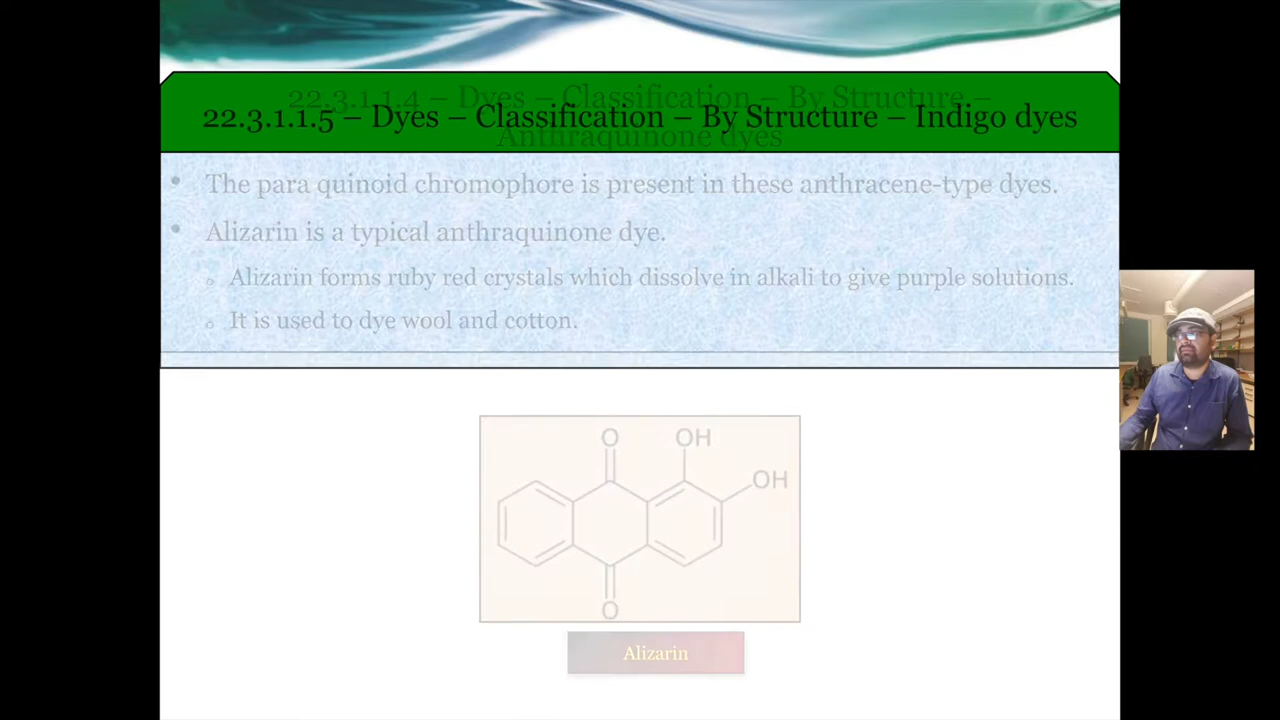 22.3.1.1.4 – Dyes – Classification – By Structure –
Anthraquinone dyes
22.3.1.1.5 – Dyes – Classification – By Structure – Indigo dyes
• The para quinoid chromophore is present in these anthracene-type dyes.
• Alizarin is a typical anthraquinone dye.
o Alizarin forms ruby red crystals which dissolve in alkali to give purple solutions.
o It is used to dye wool and cotton.
O
OH
OH
O
Alizarin